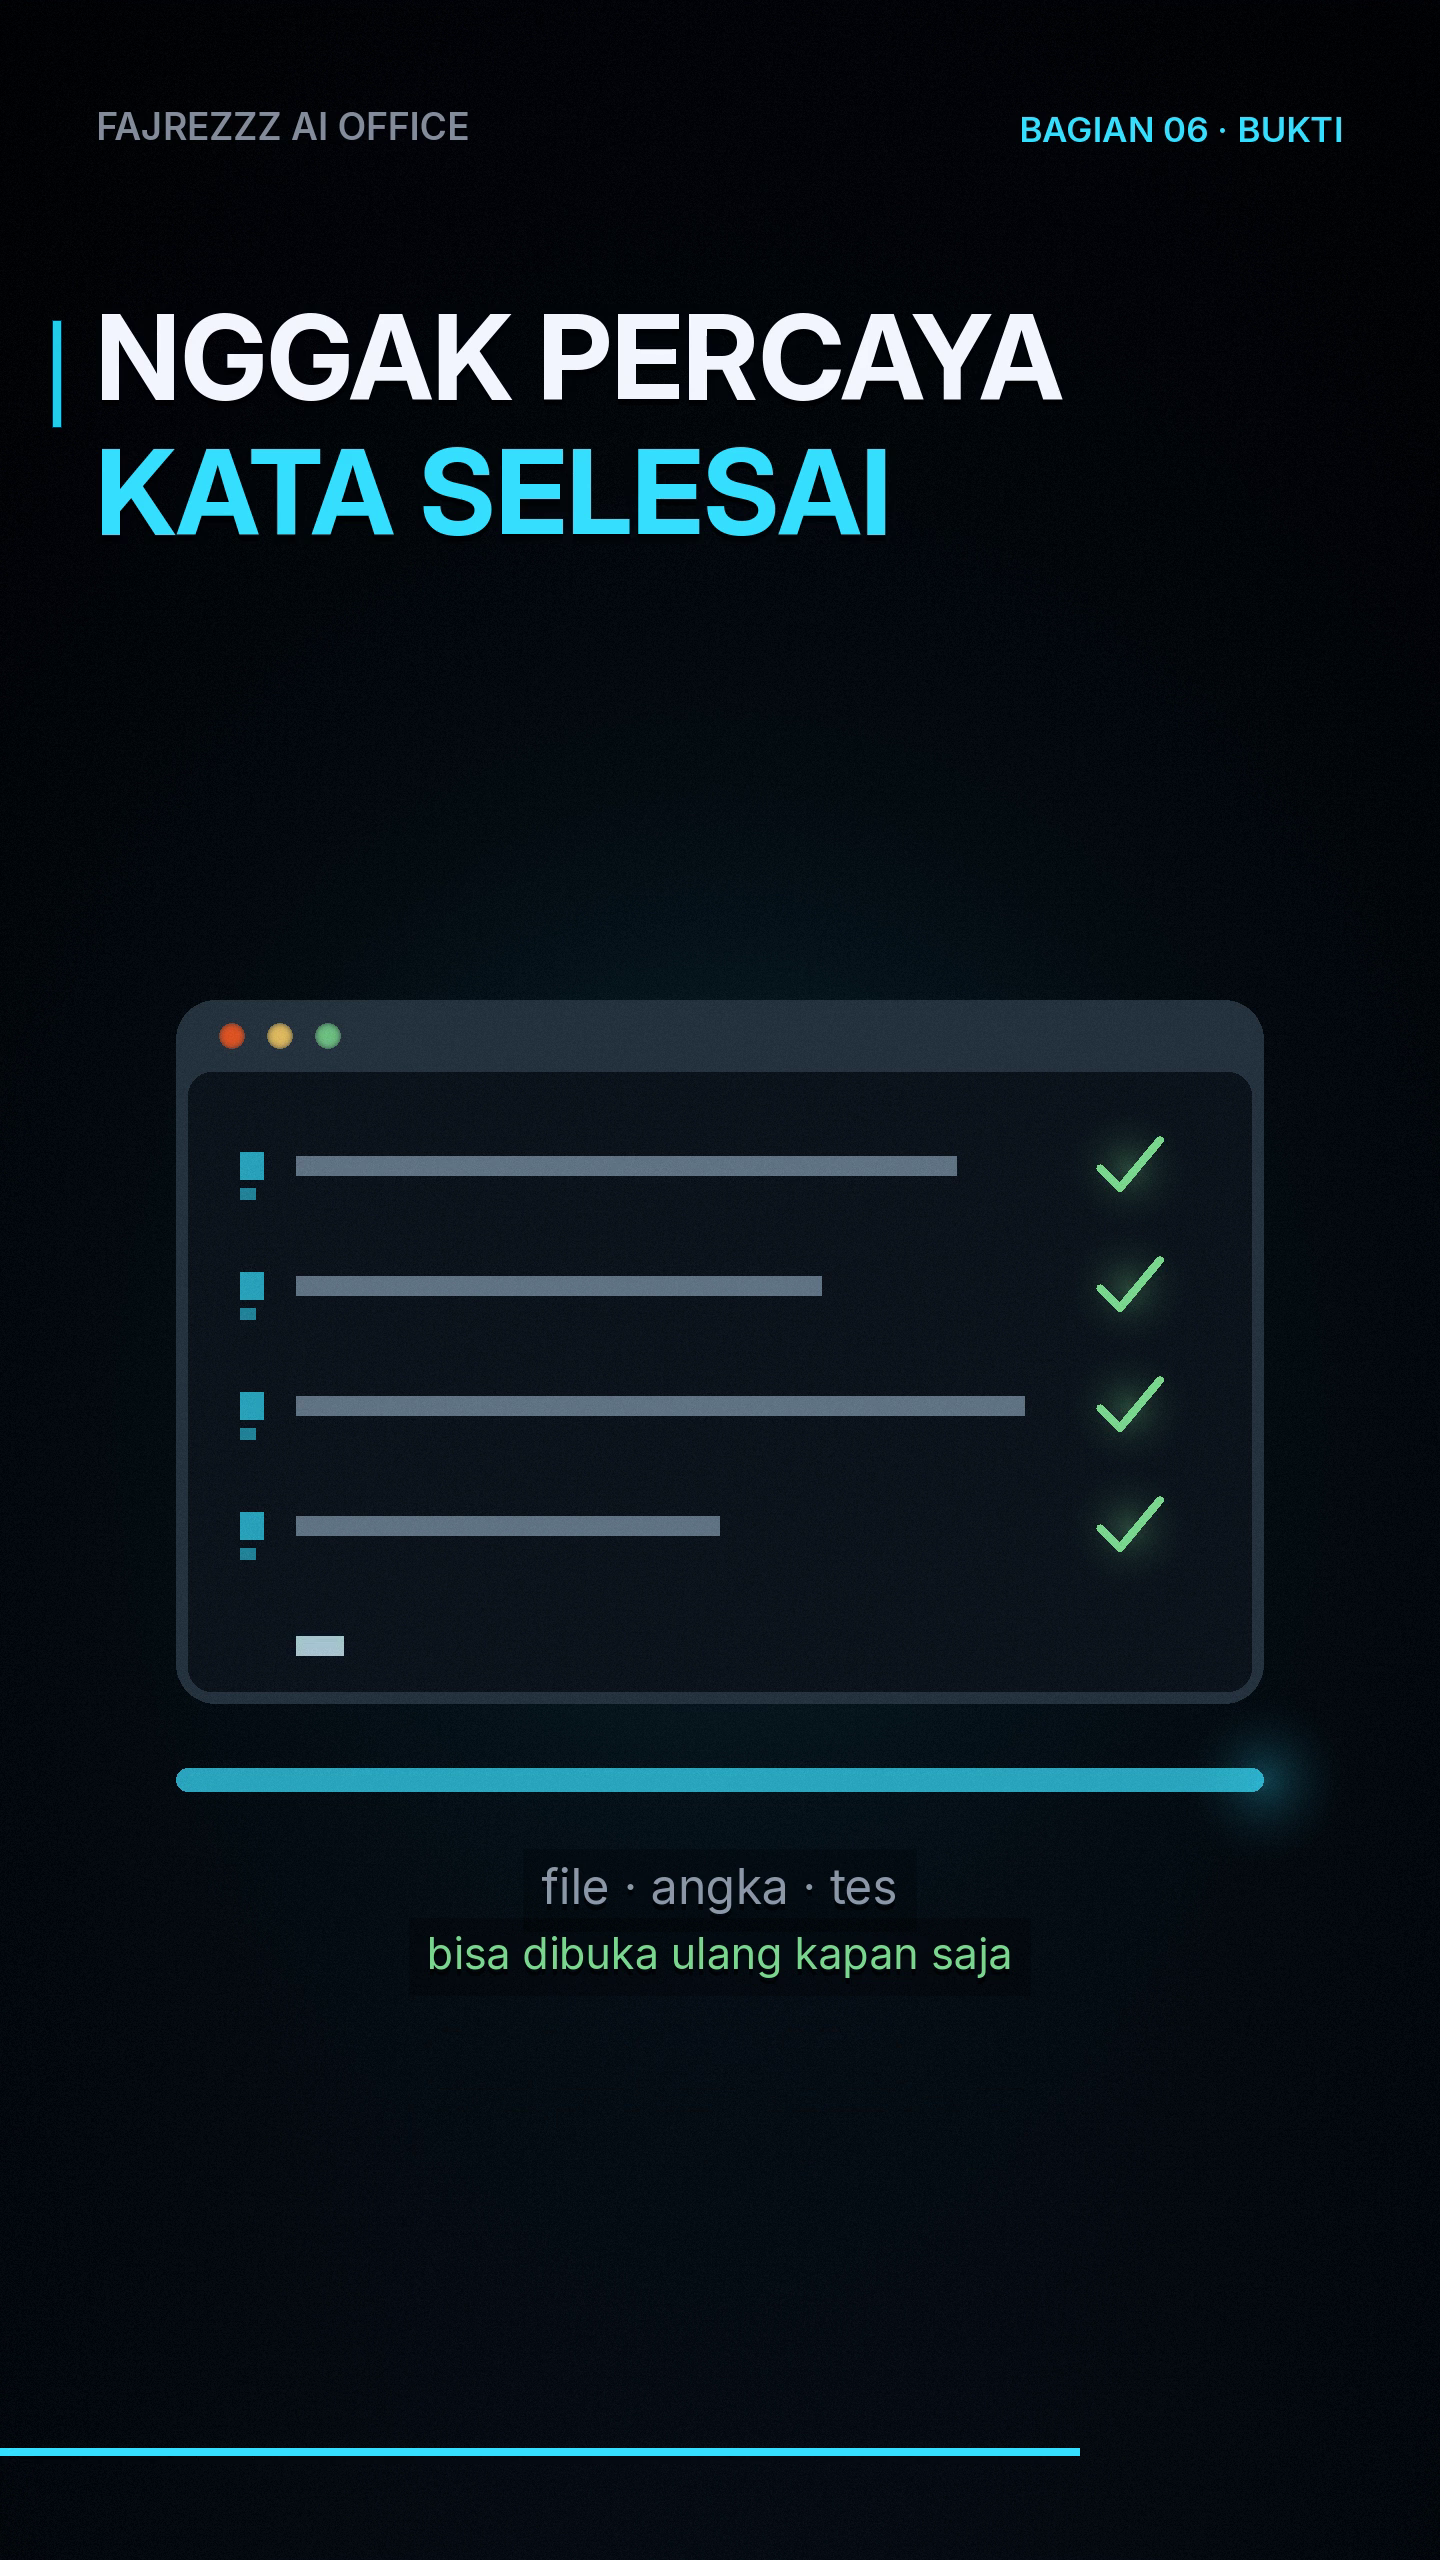 FAJREZZZ AI OFFICE
BAGIAN 06 · BUKTI
NGGAK PERCAYA
KATA SELESAI
file · angka · tes
bisa dibuka ulang kapan saja